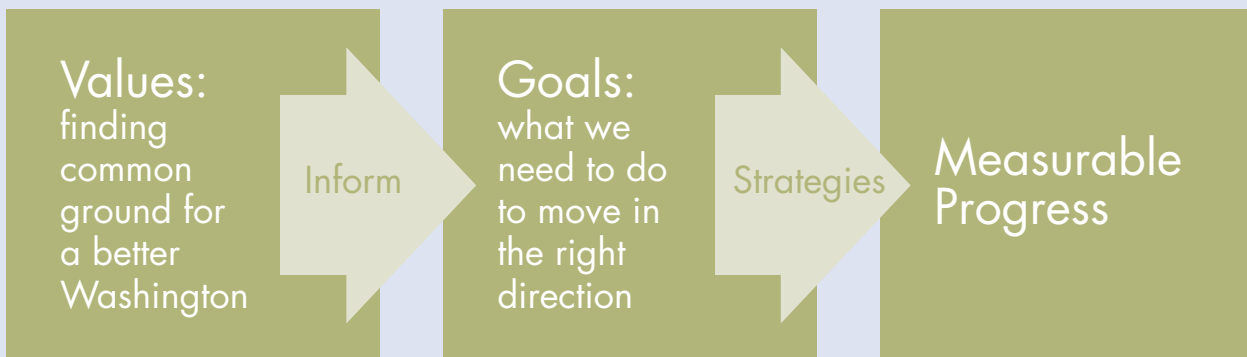 Values:
finding
common
ground for
a better
Washington
Inform
Goals:
what we
need to do
to move in
the right
direction
Strategies
Measurable
Progress